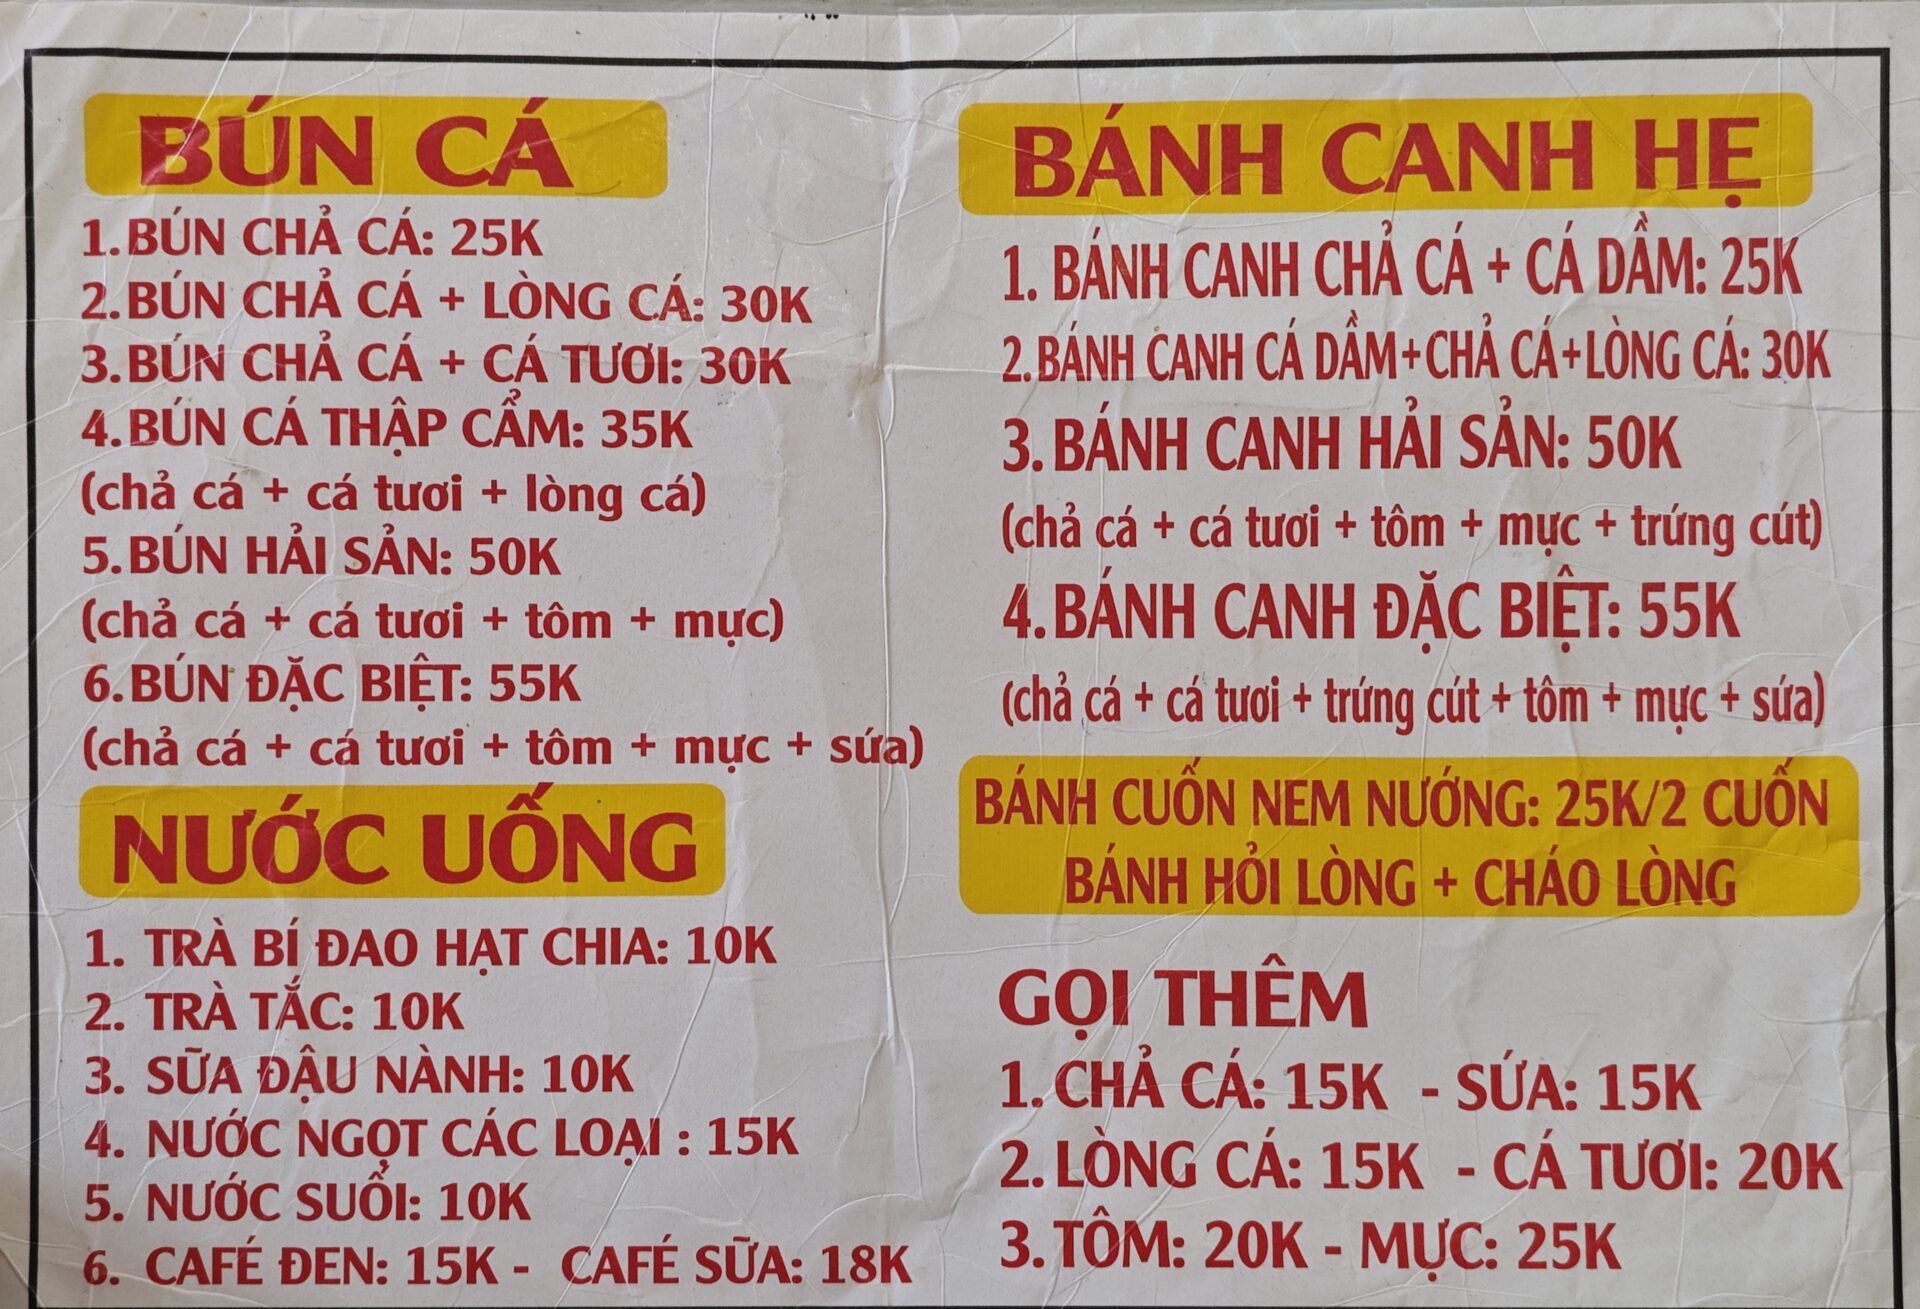 BÚN CÁ
1.BÚN CHẢ CÁ: 25K
2.BÚN CHẢ CÁ + LÒNG CÁ: 30K
3.BÚN CHẢ CÁ + CÁ TƯƠI: 30K
4.BÚN CÁ THẬP CẨM: 35K
(chả cá + cá tươi + lòng cá)
5.BÚN HẢI SẢN: 50K
(chả cá + cá tươi + tôm + mực)
6.BÚN ĐẶC BIỆT: 55K
(chả cá + cá tươi + tôm + mực + sứa)
NƯỚC UỐNG
1. TRÀ BÍ ĐAO HẠT CHIA: 10K
2. TRÀ TẮC: 10K
3. SỮA ĐẬU NÀNH: 10K
4. NƯỚC NGỌT CÁC LOẠI : 15K
5. NƯỚC SUỐI: 10K
6. CAFÉ ĐEN: 15K - CAFÉ SỮA: 18K
BÁNH CANH HẸ
1. BÁNH CANH CHẢ CÁ + CÁ DẦM: 25K
2.BÁNH CANH CÁ DẦM+CHẢ CÁ+LÒNG CÁ: 30K
3.BÁNH CANH HẢI SẢN: 50K
(chả cá + cá tươi + tôm + mực + trứng cút)
4.BÁNH CANH ĐẶC BIỆT: 55K
(chả cá + cá tươi + trứng cút + tôm + mực + sứa)
BÁNH CUỐN NEM NƯỚNG: 25K/2 CUỐN
BÁNH HỎI LÒNG + CHÁO LÒNG
GỌI THÊM
1.CHẢ CÁ: 15K - SỨA: 15K
2.LÒNG CÁ: 15K - CÁ TƯƠI: 20K
3.TÔM: 20K - MỰC: 25K